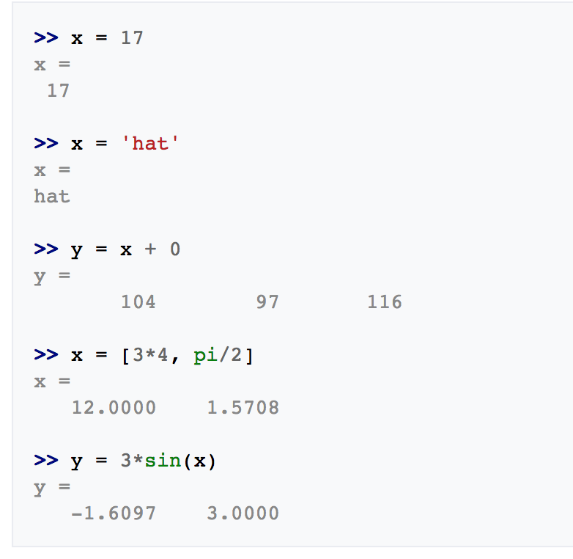 >> x = 17
x =
 17
>> x = 'hat'
x =
hat
>> y = x + 0
y =
       104        97       116
>> x = [3*4, pi/2]
x =
   12.0000    1.5708
>> y = 3*sin(x)
y =
   -1.6097    3.0000